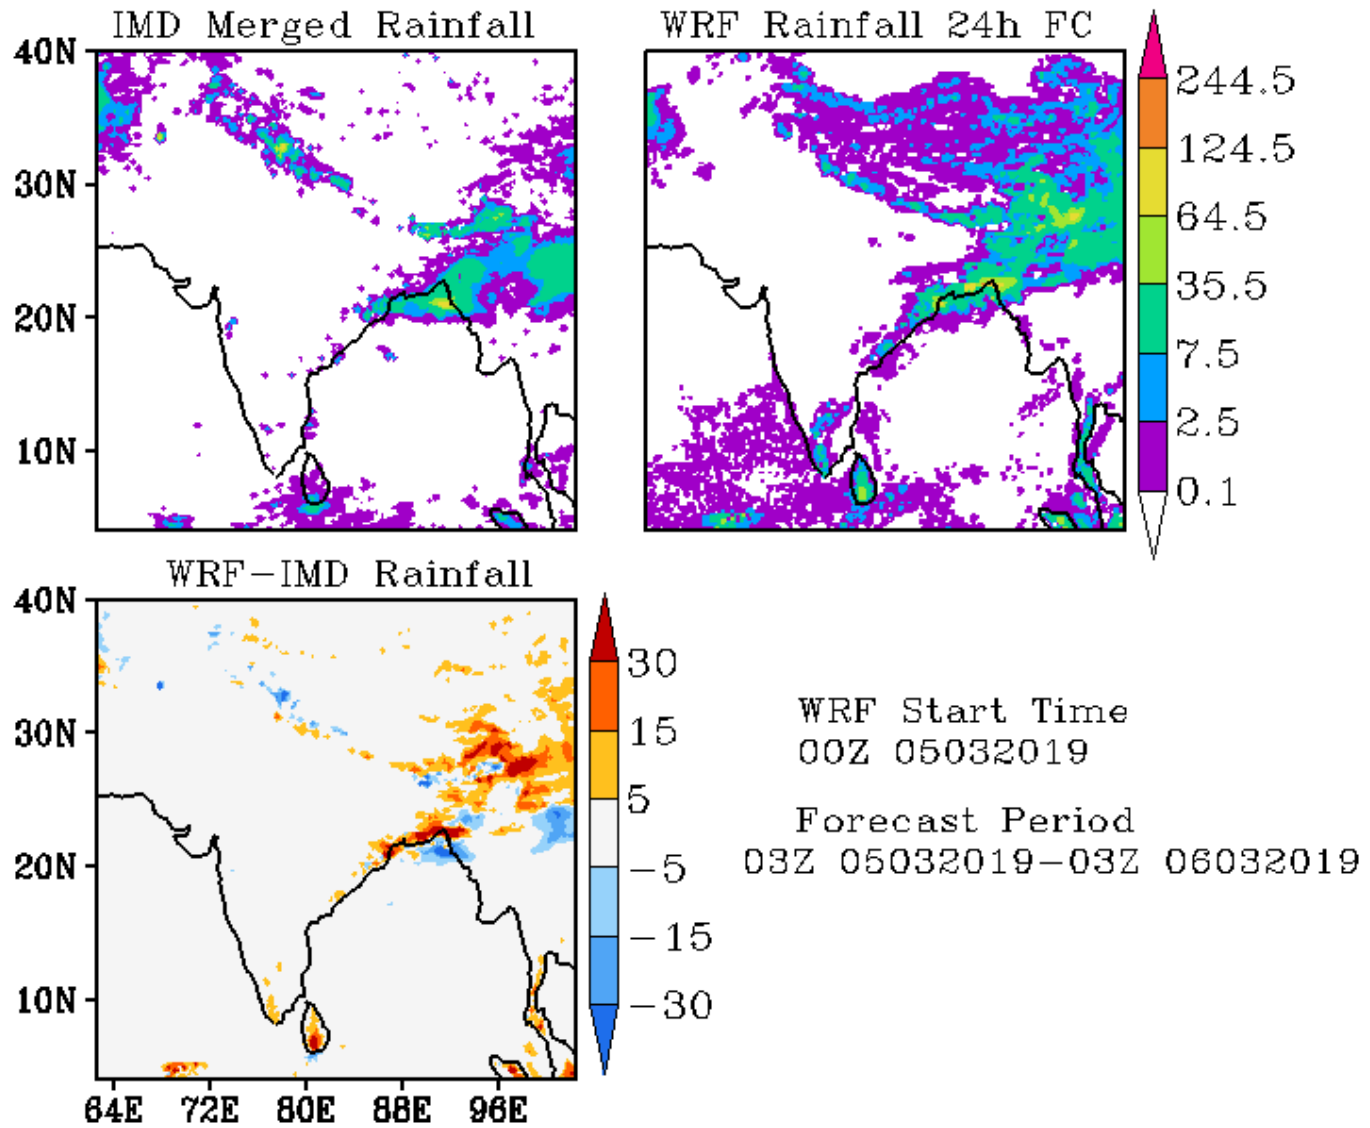 IMD Merged Rainfall
WRF Rainfall 24h FC
40N
30N
20N
10N
244.5
124.5
64.5
35.5
7.5
2.5
0.1
WRF-IMD Rainfall
40N
30N
20N
10N
64E 72E 80E 88E 96E
30
15
5
-5
-15
-30
WRF Start Time
00Z 05032019
Forecast Period
03Z 05032019-03Z 06032019